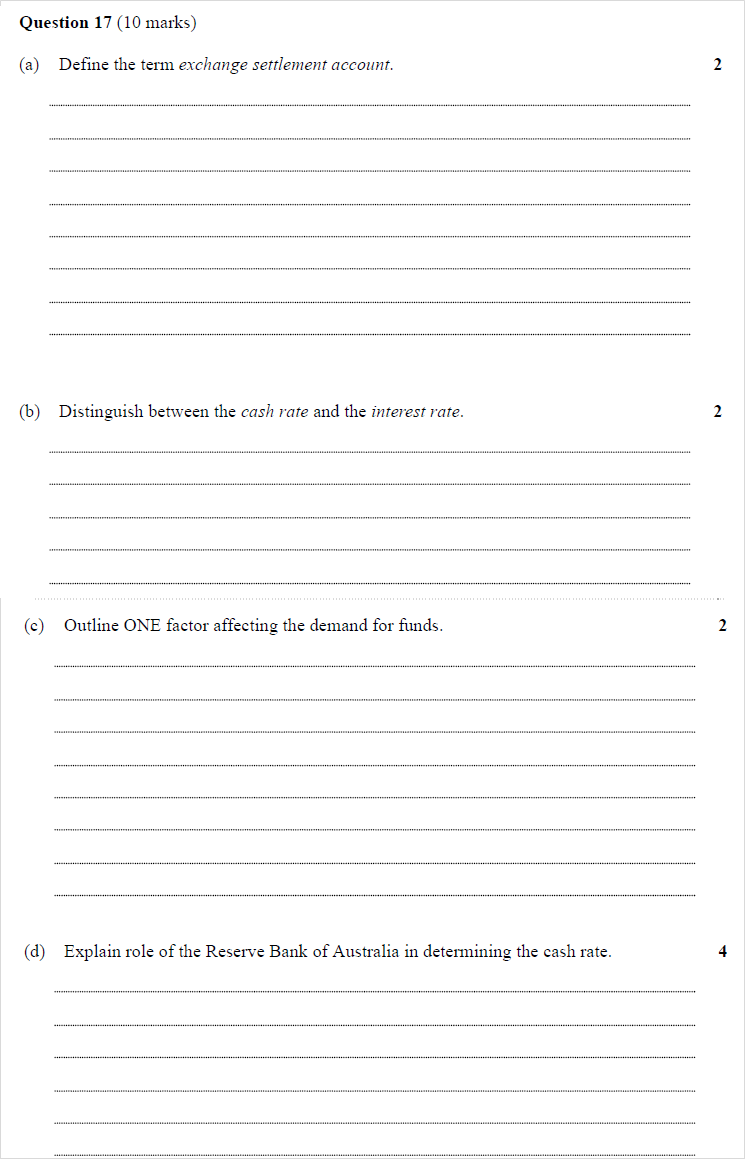 Question 17 (10 marks)
(a) Define the term exchange settlement account. 2
(b) Distinguish between the cash rate and the interest rate. 2
(c) Outline ONE factor affecting the demand for funds. 2
(d) Explain role of the Reserve Bank of Australia in determining the cash rate. 4